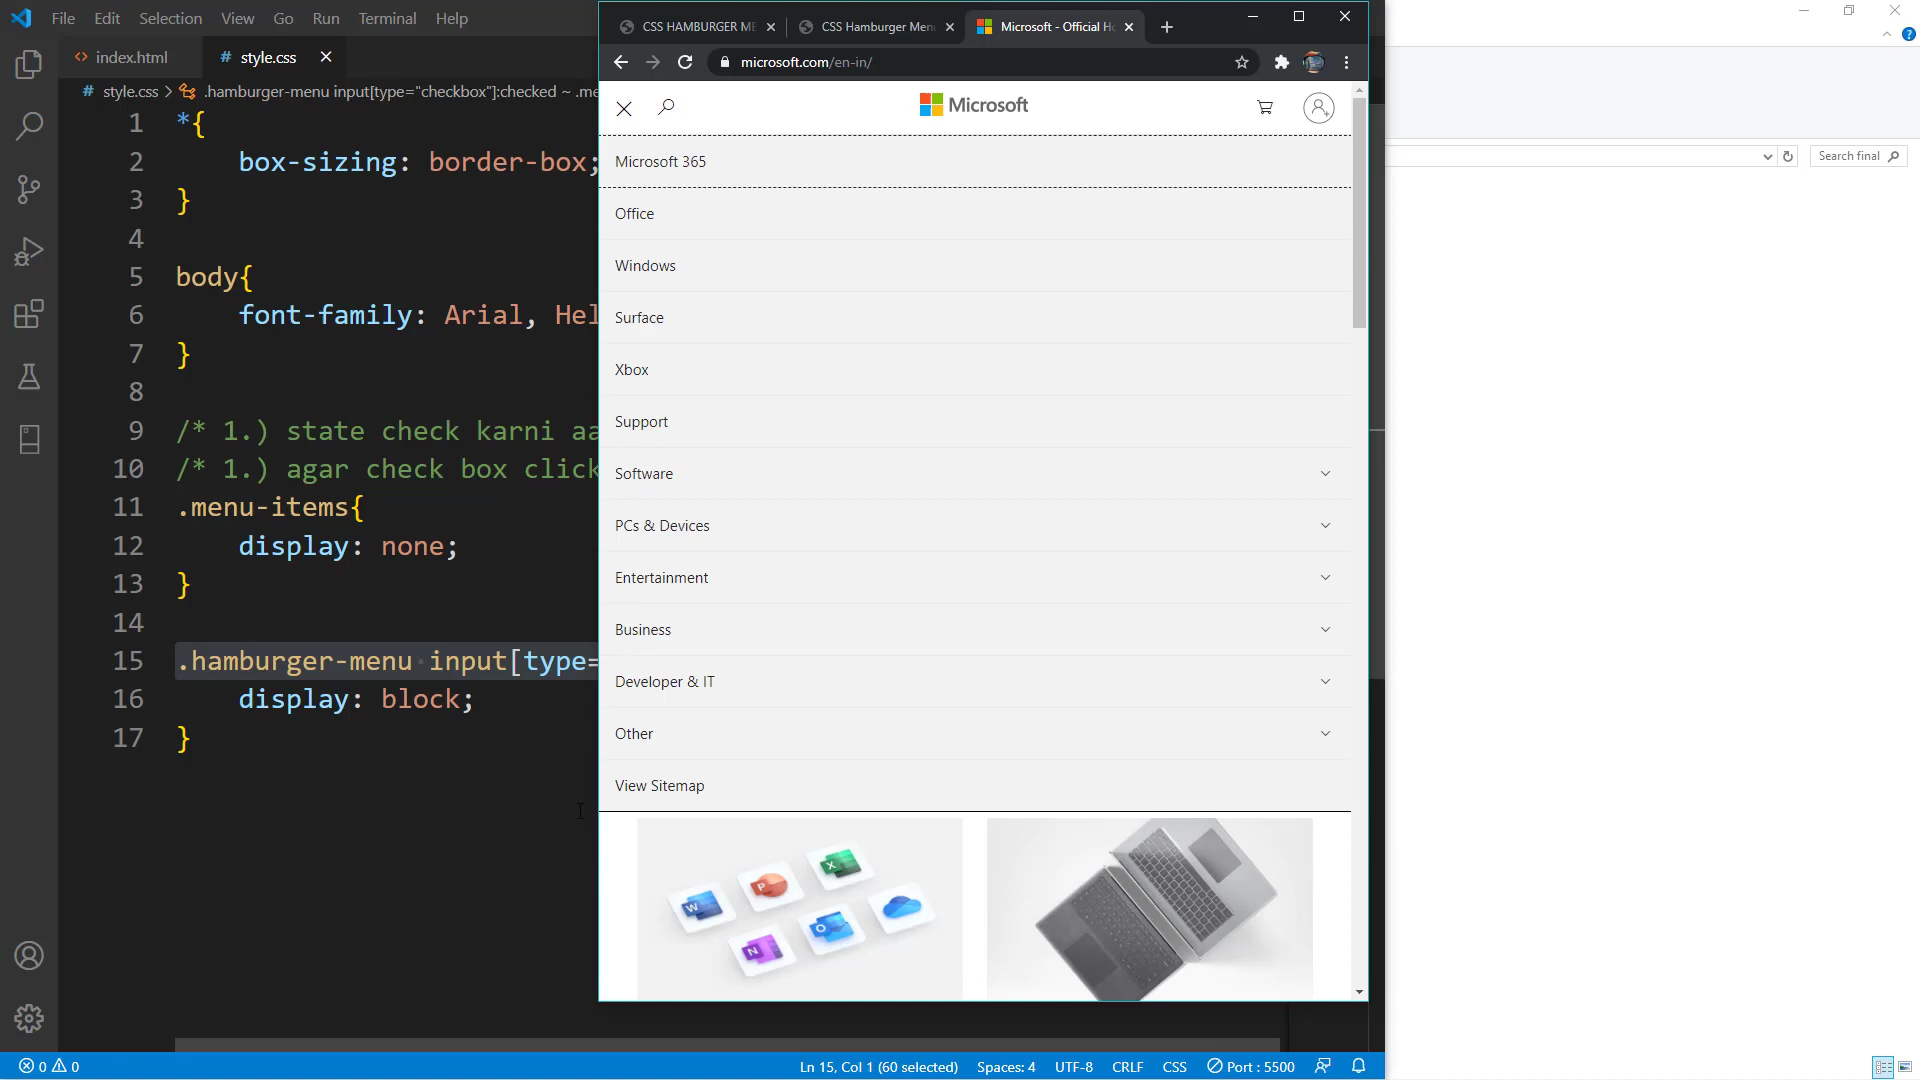 File Edit Selection View Go Run Terminal Help
index.html
style.css
style.css > .hamburger-menu input[type="checkbox"]:checked ~ .me
1 *{
2 box-sizing: border-box;
3 }
4
5 body{
6 font-family: Arial, Hel
7 }
8
9 /* 1.) state check karni aa
10 /* 1.) agar check box click
11 .menu-items{
12 display: none;
13 }
14
15 .hamburger-menu input[type=
16 display: block;
17 }
CSS HAMBURGER ME
CSS Hamburger Menu
Microsoft - Official Ho
microsoft.com/en-in/
Microsoft
Microsoft 365
Office
Windows
Surface
Xbox
Support
Software
PCs & Devices
Entertainment
Business
Developer & IT
Other
View Sitemap
W
P
X
N
O
Search final
0 0
Ln 15, Col 1 (60 selected)
Spaces: 4
UTF-8
CRLF
CSS
Port : 5500